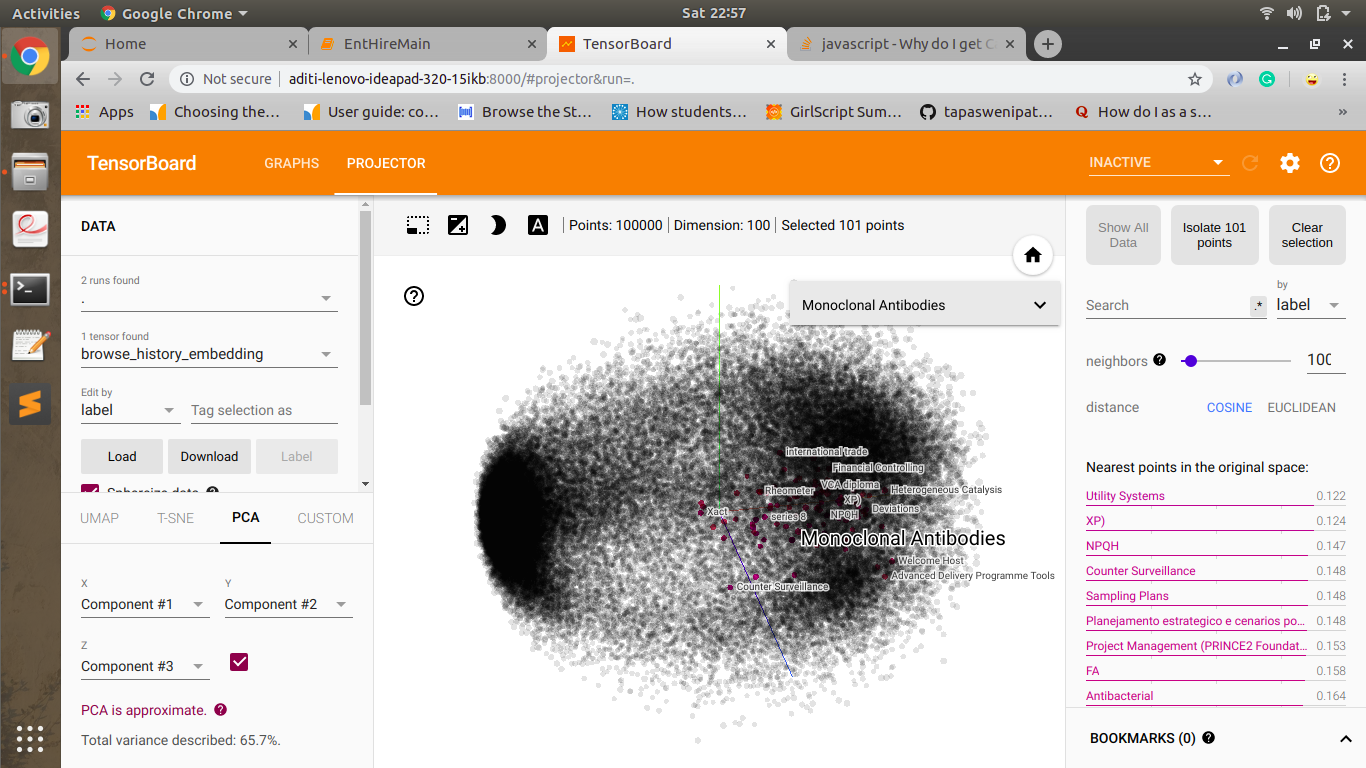 Activities Google Chrome Sat 22:57
Home EntHireMain TensorBoard javascript - Why do I get C
Not secure aditi-lenovo-ideapad-320-15ikb:8000/#projector&run=.
Apps Choosing the... User guide: co... Browse the St... How students... GirlScript Sum... tapaswenipat... How do I as a s... »
TensorBoard GRAPHS PROJECTOR INACTIVE
DATA
2 runs found
.
1 tensor found
browse_history_embedding
Edit by
label Tag selection as
Load Download Label
Spherize data
UMAP T-SNE PCA CUSTOM
X Y
Component #1 Component #2
Z
Component #3
PCA is approximate.
Total variance described: 65.7%.
A Points: 100000 Dimension: 100 Selected 101 points
Monoclonal Antibodies
international trade
Financial Controlling
VCA diploma
Rheometer
Heterogeneous Catalysis
XP)
Xact
series 8
NPQH
Deviations
Monoclonal Antibodies
Welcome Host
Advanced Delivery Programme Tools
Counter Surveillance
Show All Data
Isolate 101 points
Clear selection
by
Search .* label
neighbors 100
distance COSINE EUCLIDEAN
Nearest points in the original space:
Utility Systems 0.122
XP) 0.124
NPQH 0.147
Counter Surveillance 0.148
Sampling Plans 0.148
Planejamento estrategico e cenarios po... 0.148
Project Management (PRINCE2 Foundat... 0.153
FA 0.158
Antibacterial 0.164
BOOKMARKS (0)